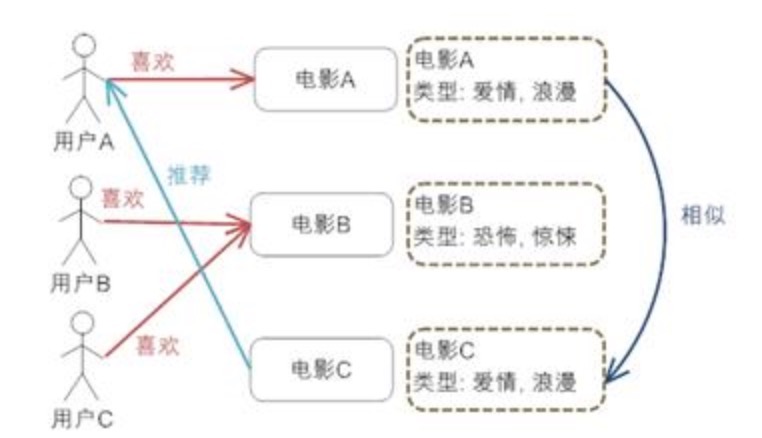 喜欢
电影A
电影A
类型: 爱情, 浪漫
用户A
推荐
喜欢
电影B
电影B
类型: 恐怖, 惊悚
相似
用户B
喜欢
电影C
电影C
类型: 爱情, 浪漫
用户C